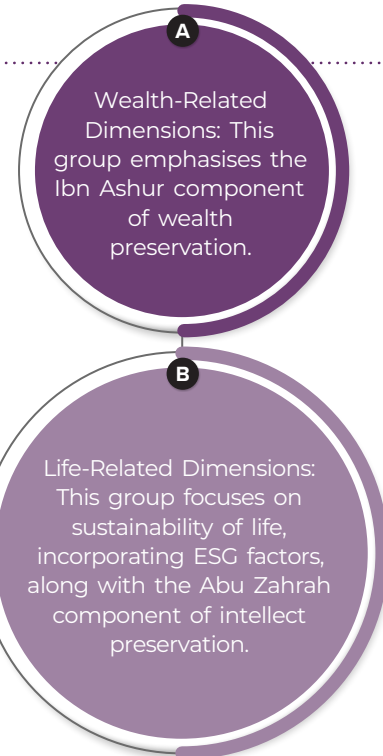 A
Wealth-Related
Dimensions: This
group emphasises the
Ibn Ashur component
of wealth
preservation.
B
Life-Related Dimensions:
This group focuses on
sustainability of life,
incorporating ESG factors,
along with the Abu Zahrah
component of intellect
preservation.